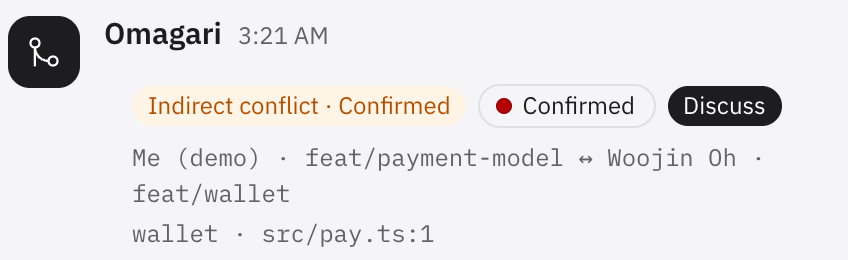 Omagari 3:21 AM
Indirect conflict · Confirmed Confirmed Discuss
Me (demo) · feat/payment-model ↔ Woojin Oh ·
feat/wallet
wallet · src/pay.ts:1